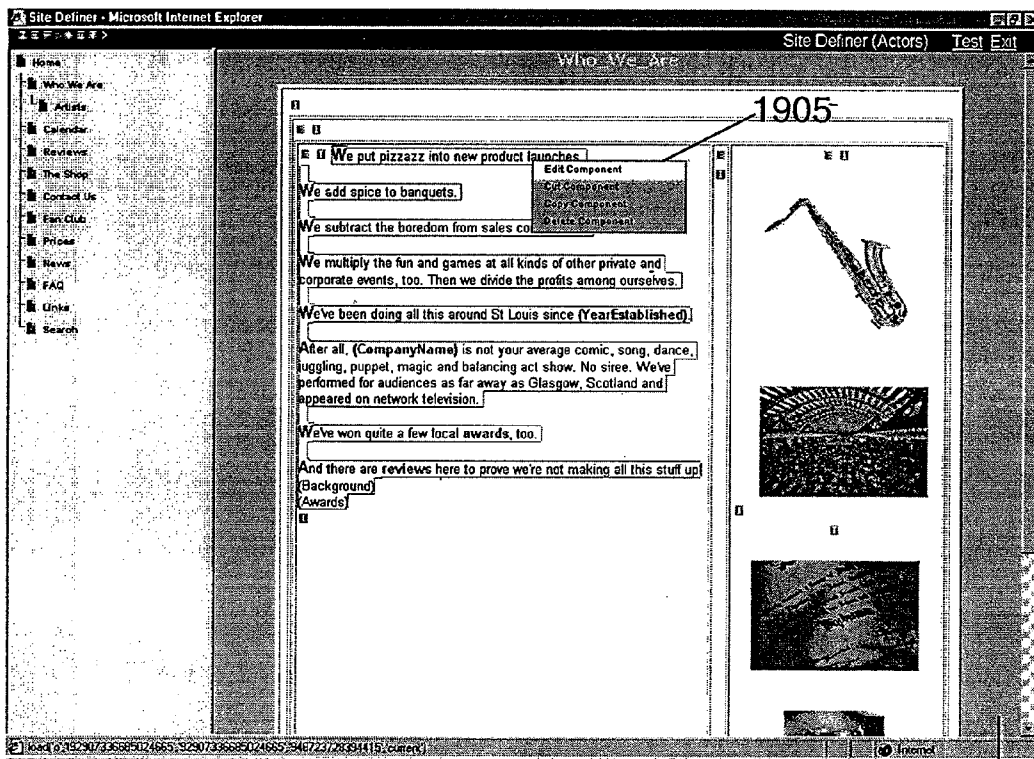 Site Definer - Microsoft Internet Explorer
Site Definer (Actors) Test Exit
Home
Who We Are
Artists
Calendar
Reviews
The Shop
Contact Us
Fan Club
Prices
News
FAQ
Links
Search
Who We Are
1905
We put pizzazz into new product launches.
Edit Component
Cut Component
Copy Component
Delete Component
We add spice to banquets.
We subtract the boredom from sales co
We multiply the fun and games at all kinds of other private and
corporate events, too. Then we divide the profits among ourselves.
We've been doing all this around St Louis since (YearEstablished).
After all, (CompanyName) is not your average comic, song, dance,
juggling, puppet, magic and balancing act show. No siree. We've
performed for audiences as far away as Glasgow, Scotland and
appeared on network television.
We've won quite a few local awards, too.
And there are reviews here to prove we're not making all this stuff up!
(Background)
(Awards)
Internet